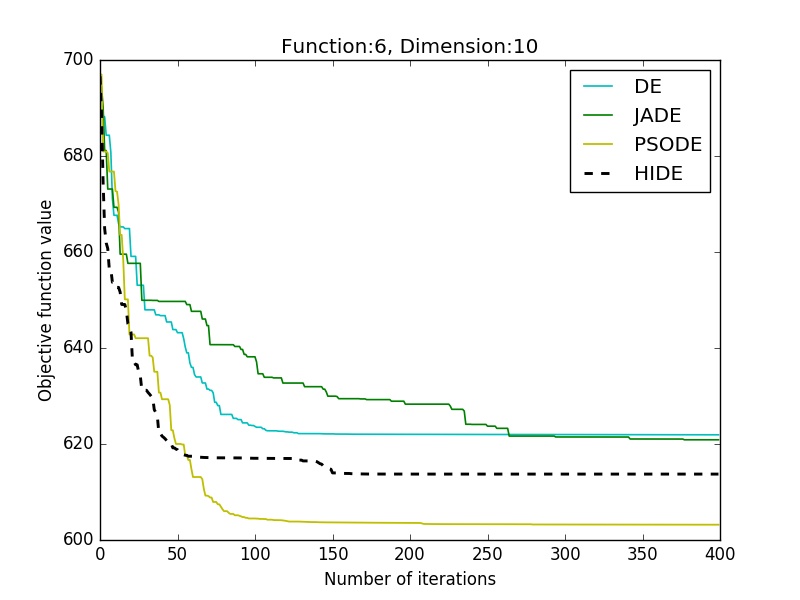 Function:6, Dimension:10
Objective function value
700
680
660
640
620
600
0 50 100 150 200 250 300 350 400
Number of iterations
DE
JADE
PSODE
HIDE